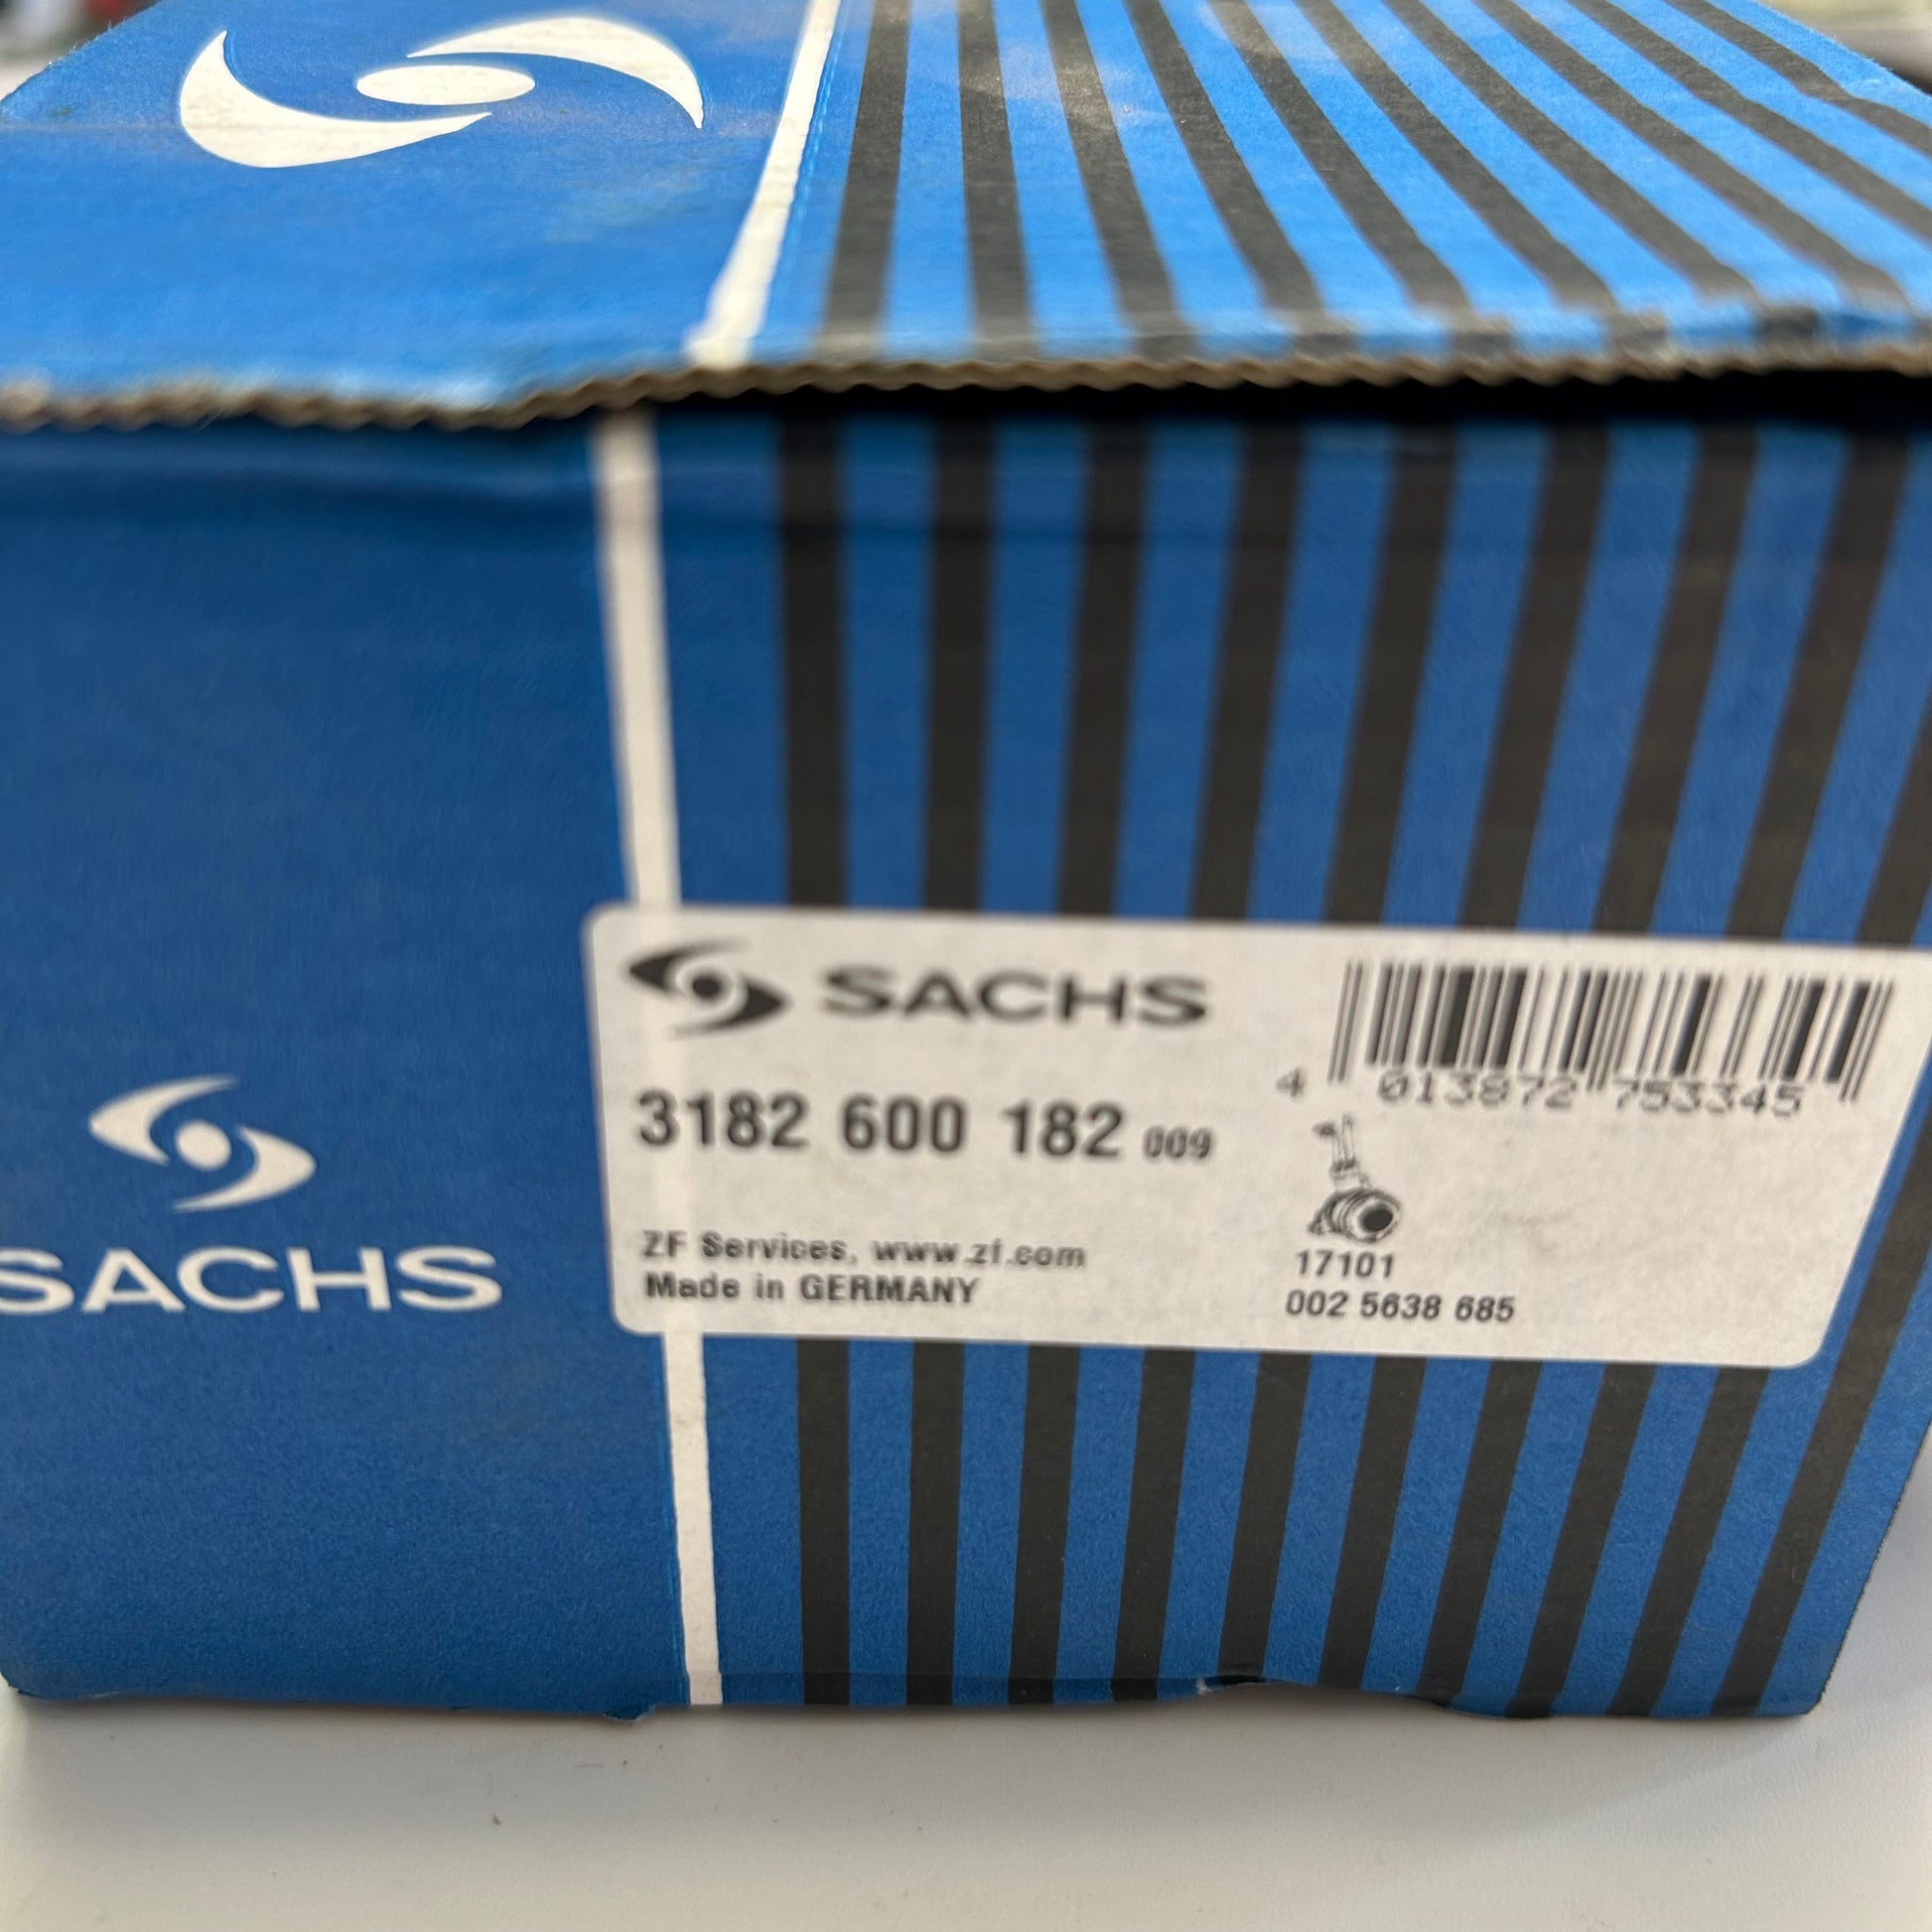 SACHS
SACHS
4 013872 753345
3182 600 182 009
ZF Services, www.zf.com
Made in GERMANY
17101
002 5638 685